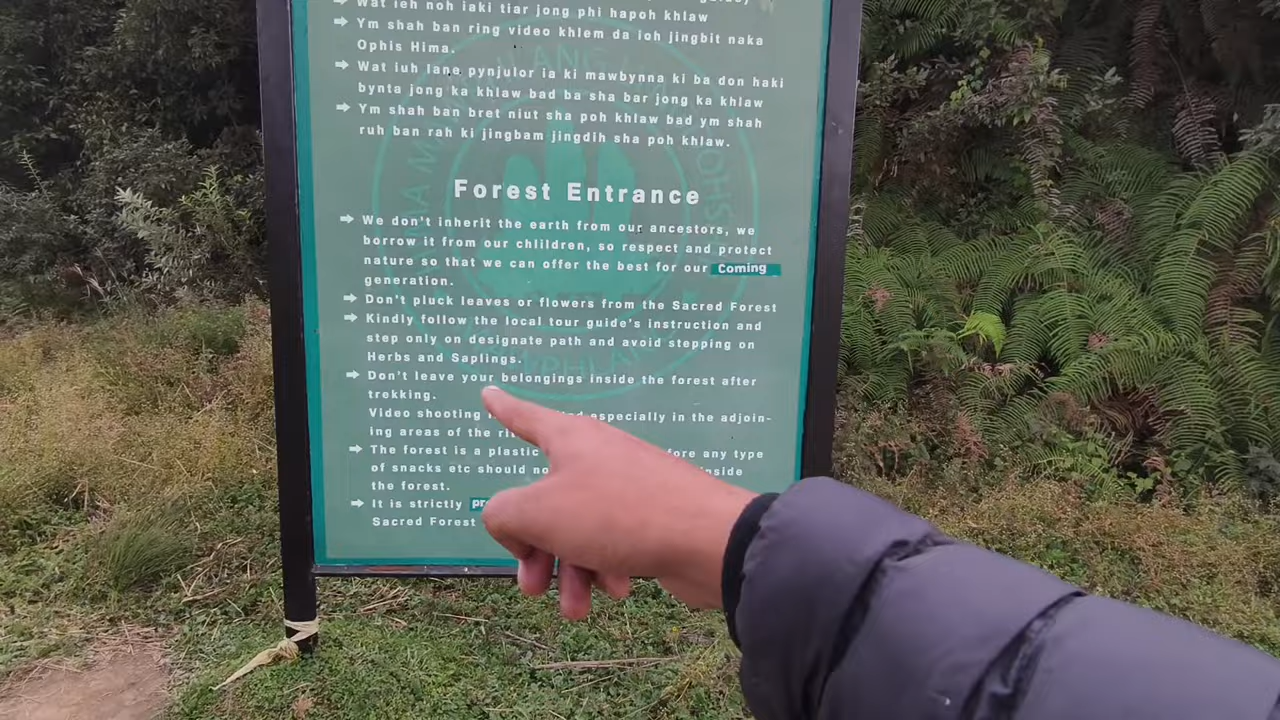 Wat ieh noh iaki tiar jong phi hapoh khlaw
➡ Ym shah ban ring video khlem da ioh jingbit naka
Ophis Hima.
➡ Wat iuh lane pynjulor ia ki mawbynna ki ba don haki
bynta jong ka khlaw bad ba sha bar jong ka khlaw
➡ Ym shah ban bret niut sha poh khlaw bad ym shah
ruh ban rah ki jingbam jingdih sha poh khlaw.
Forest Entrance
➡ We don't inherit the earth from our ancestors, we
borrow it from our chlildren, so respect and protect
nature so that we can offer the best for our Coming
generation.
➡ Don't pluck leaves or flowers from the Sacred Forest
➡ Kindly follow the local tour guide's instruction and
step only on designate path and avoid stepping on
Herbs and Saplings.
➡ Don't leave your belongings inside the forest after
trekking.
Video shooting especially in the adjoin-
ing areas of the
➡ The forest is a plastic any type
of snacks etc should inside
the forest.
➡ It is strictly
Sacred Forest